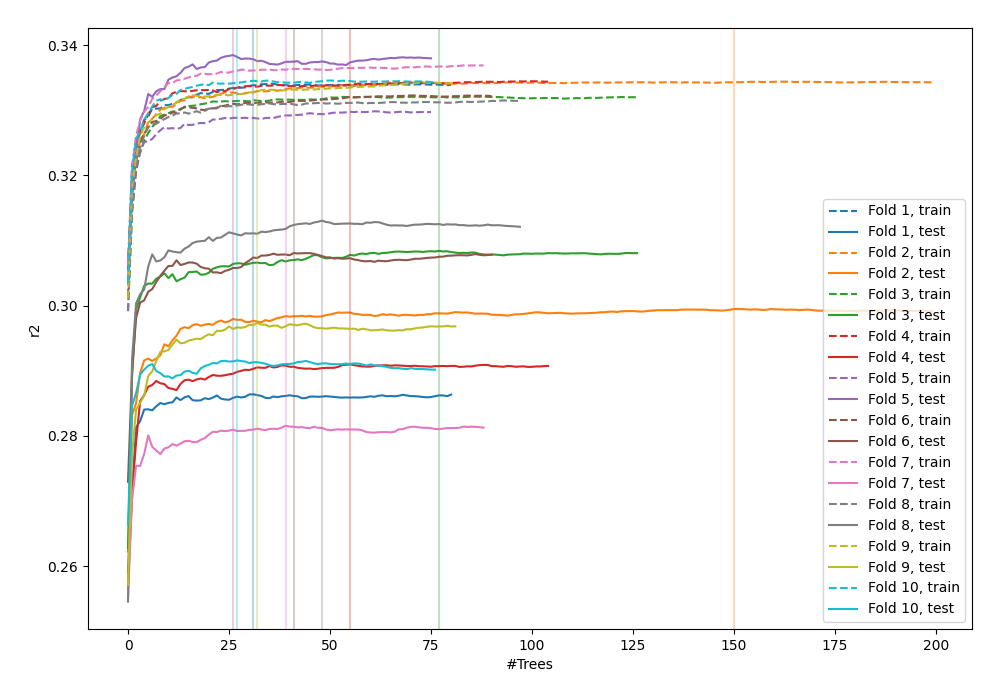 0.34
0.32
0.30
0.28
0.26
r2
0
25
50
75
100
125
150
175
200
#Trees
Fold 1, train
Fold 1, test
Fold 2, train
Fold 2, test
Fold 3, train
Fold 3, test
Fold 4, train
Fold 4, test
Fold 5, train
Fold 5, test
Fold 6, train
Fold 6, test
Fold 7, train
Fold 7, test
Fold 8, train
Fold 8, test
Fold 9, train
Fold 9, test
Fold 10, train
Fold 10, test